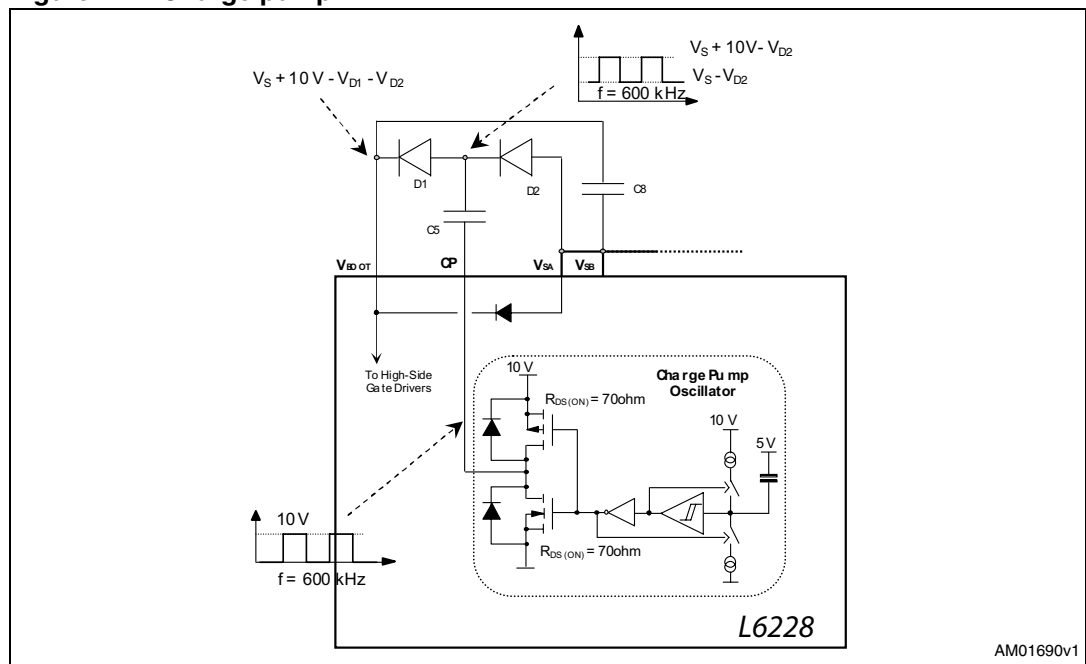 V_S + 10 V - V_D1 - V_D2
V_S + 10V - V_D2
V_S - V_D2
f = 600 kHz
D1
D2
C8
C5
V_BOOT
CP
V_SA
V_SB
To High-Side
Gate Drivers
10 V
R_DS(ON) = 70ohm
Charge Pump
Oscillator
10 V
5 V
R_DS(ON) = 70ohm
10 V
f = 600 kHz
L6228
AM01690v1